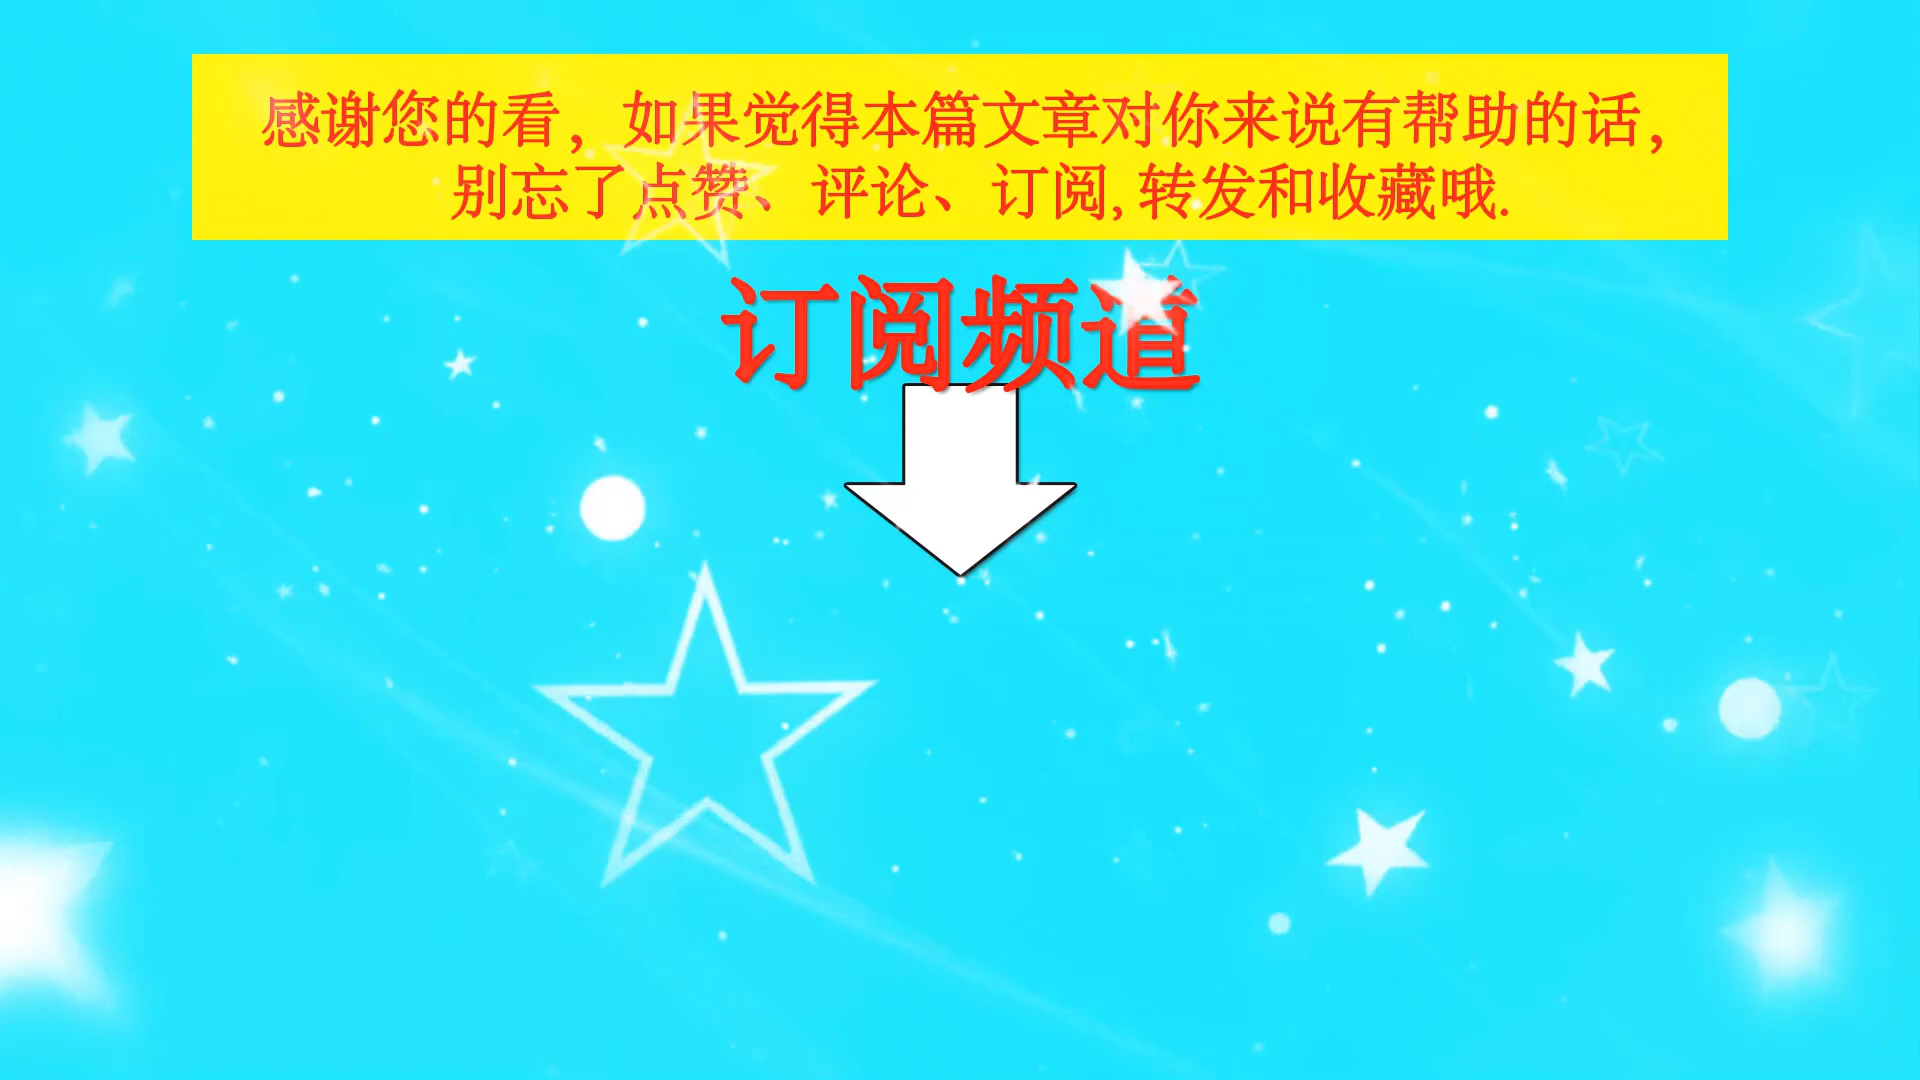 感谢您的看，如果觉得本篇文章对你来说有帮助的话，
别忘了点赞、评论、订阅,转发和收藏哦.
订阅频道